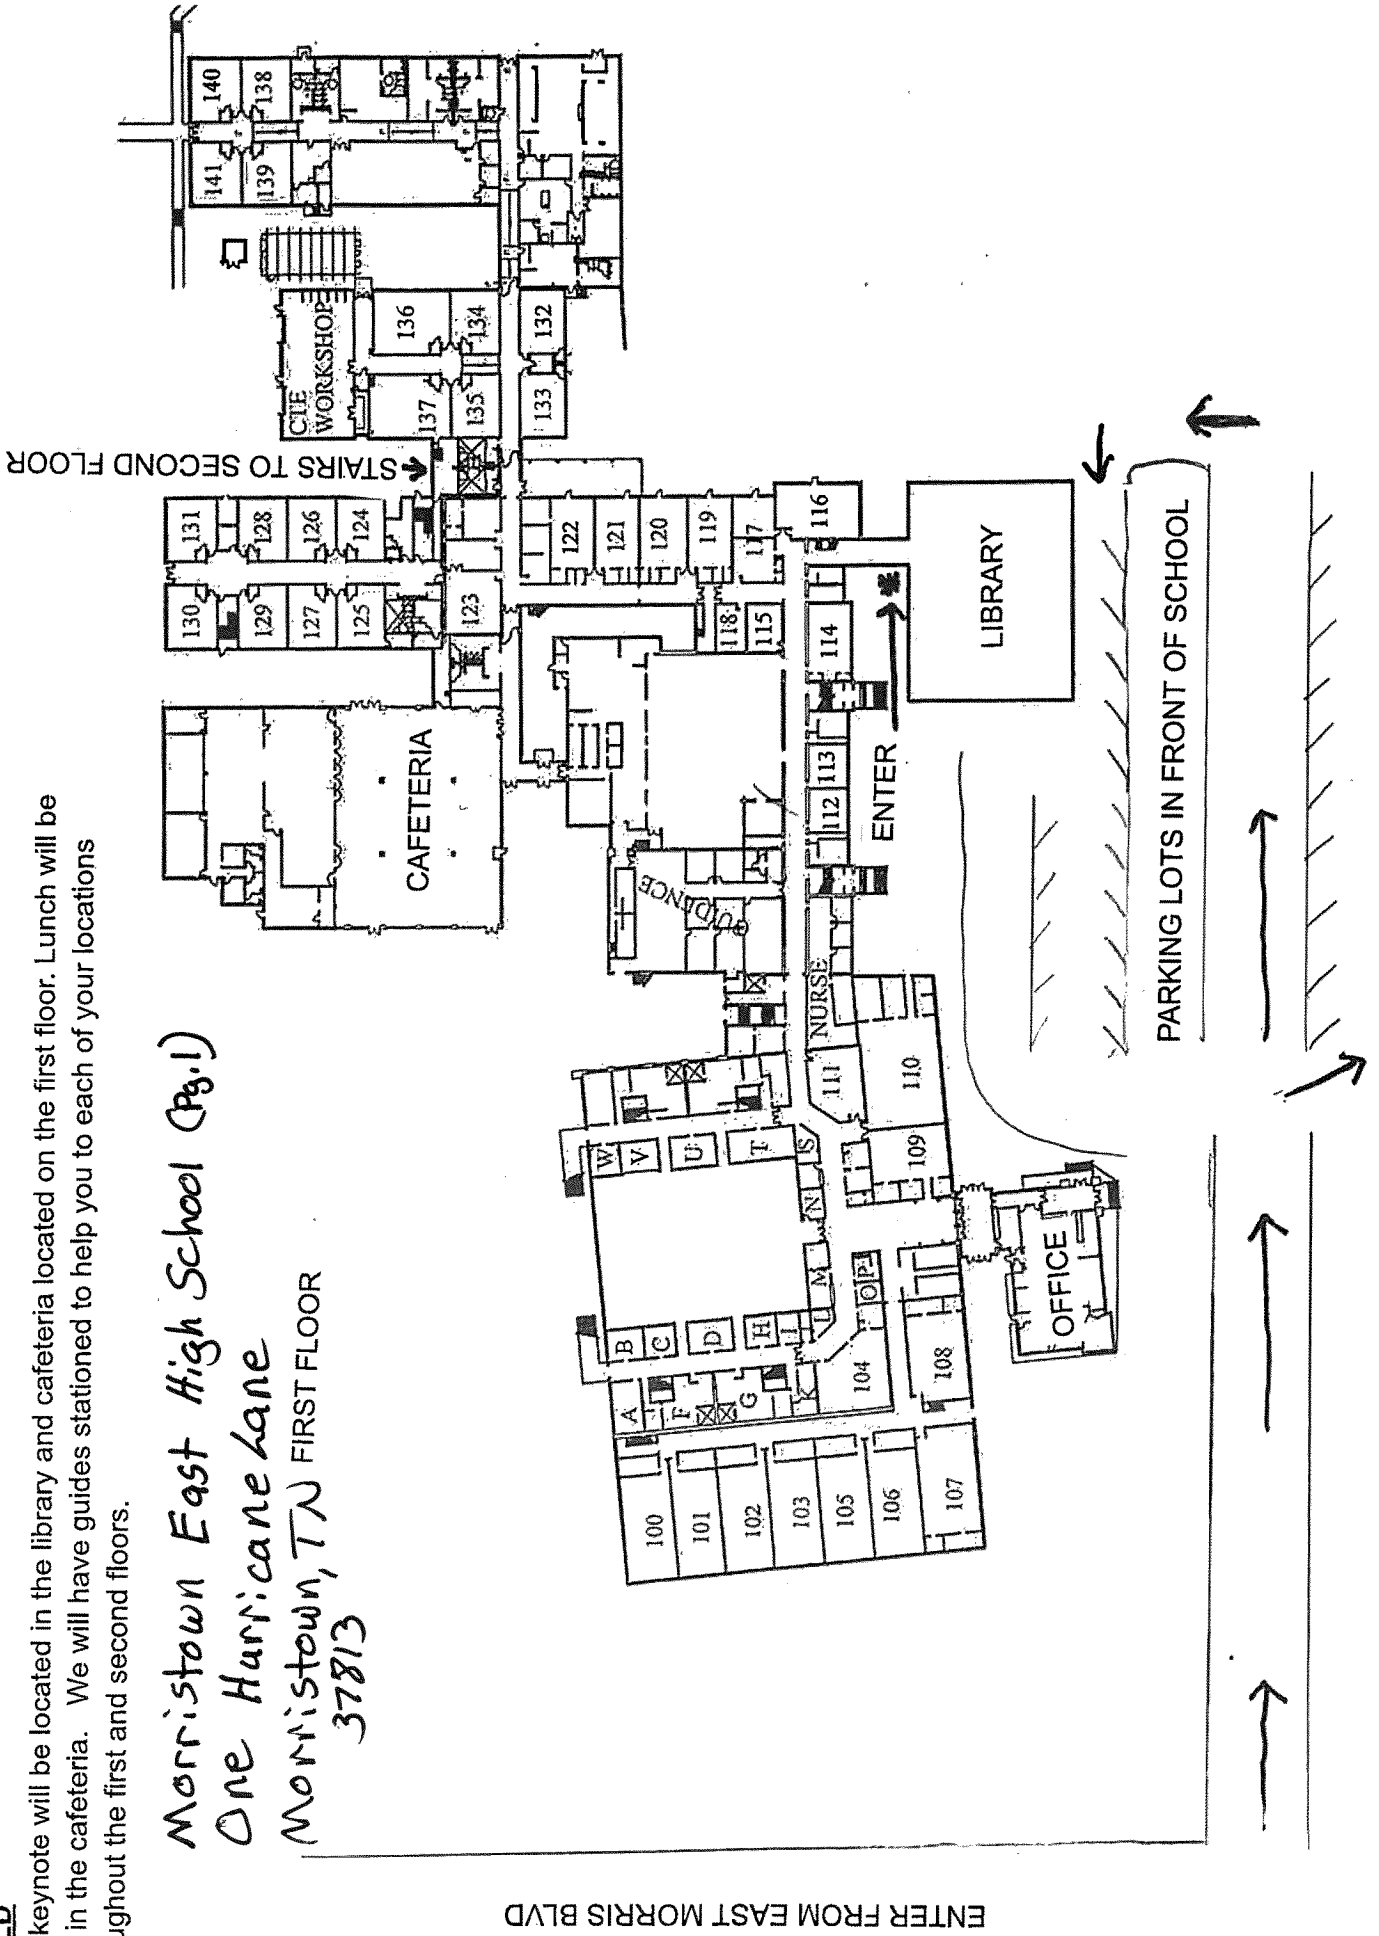 keynote will be located in the library and cafeteria located on the first floor. Lunch will be
in the cafeteria. We will have guides stationed to help you to each of your locations
ughout the first and second floors.
Morristown East High School (Pg.1)
One Hurricane Lane
Morristown, TN FIRST FLOOR
37813
STAIRS TO SECOND FLOOR
130
131
129
128
127
126
125
124
123
CAFETERIA
141
140
139
138
CTE
WORKSHOP
137
136
135
134
133
132
122
121
120
119
118
117
115
116
114
113
112
GUIDANCE
NURSE
ENTER
LIBRARY
W
V
U
T
S
N
M
L
B
C
D
H
I
A
F
G
K
O
P
111
110
109
104
108
100
101
102
103
105
106
107
OFFICE
PARKING LOTS IN FRONT OF SCHOOL
ENTER FROM EAST MORRIS BLVD